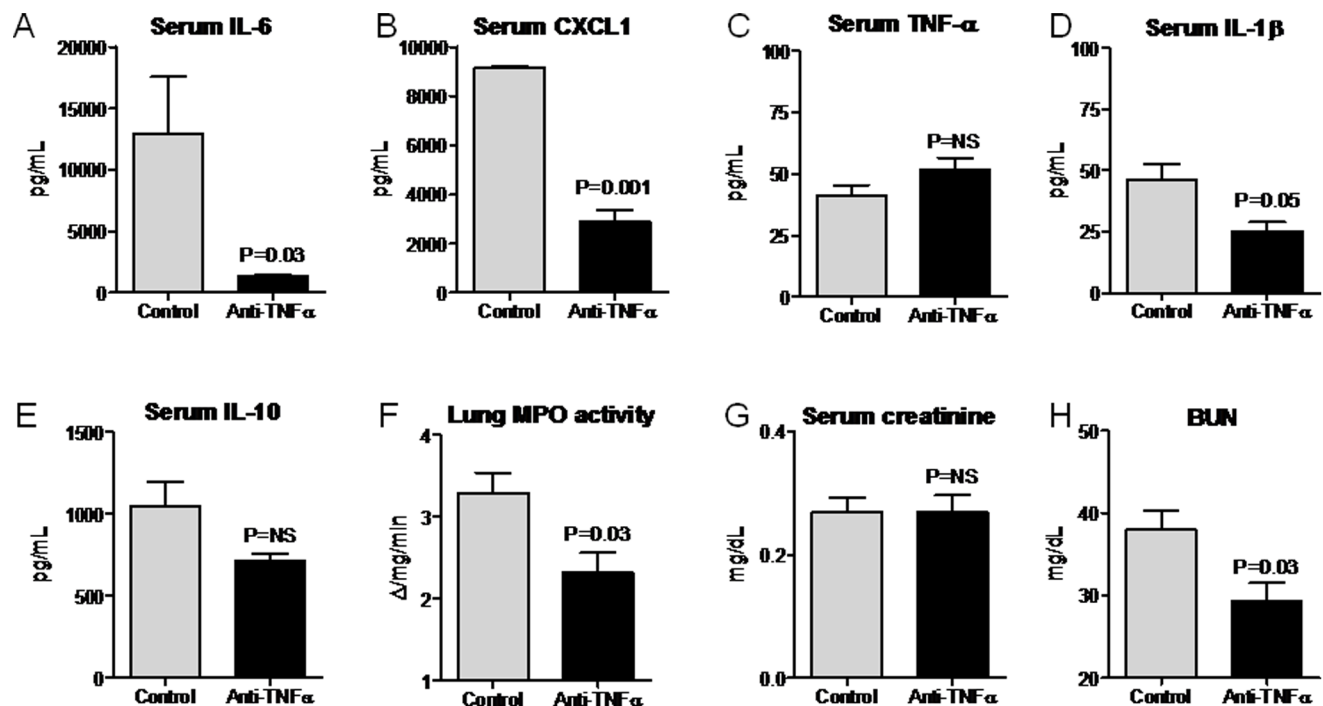 A
Serum IL-6
20000
15000
10000
5000
0
pg/mL
P=0.03
Control
Anti-TNFα
B
Serum CXCL1
10000
8000
6000
4000
2000
0
pg/mL
P=0.001
Control
Anti-TNFα
C
Serum TNF-α
100
75
50
25
0
pg/mL
P=NS
Control
Anti-TNFα
D
Serum IL-1β
100
75
50
25
0
pg/mL
P=0.05
Control
Anti-TNFα
E
Serum IL-10
1500
1000
500
0
pg/mL
P=NS
Control
Anti-TNFα
F
Lung MPO activity
4
3
2
1
Δ/mg/min
P=0.03
Control
Anti-TNFα
G
Serum creatinine
0.4
0.2
0.0
mg/dL
P=NS
Control
Anti-TNFα
H
BUN
50
40
30
20
mg/dL
P=0.03
Control
Anti-TNFα